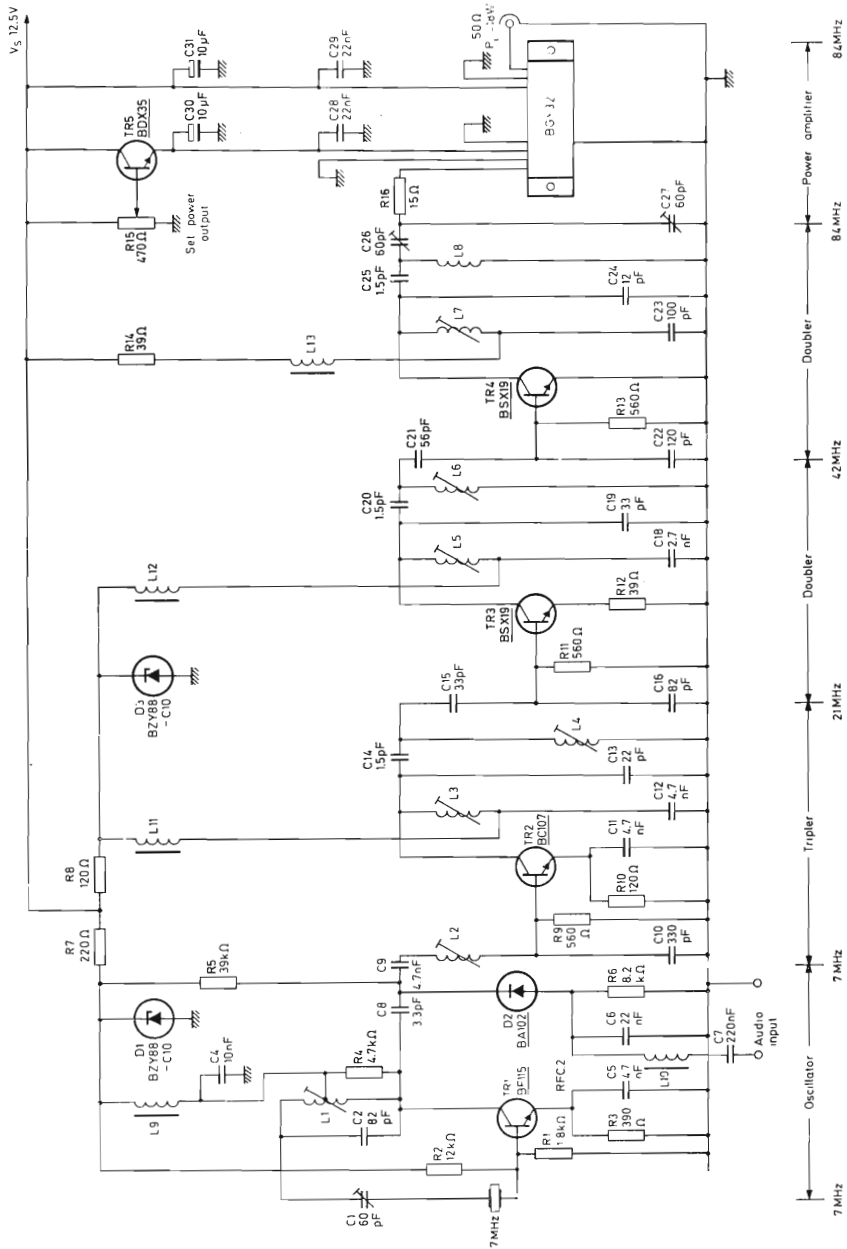 Vs 12.5V
R7
220Ω
R8
120Ω
L11
L12
D3
BZY88
-C10
R14
39Ω
L13
R15
470Ω
Set power
output
TR5
BDX35
C30
10µF
C31
10µF
C28
22nF
C29
22nF
L9
D1
BZY88
-C10
C4
10nF
R5
39kΩ
R4
4.7kΩ
L1
C2
82
pF
R2
12kΩ
C1
60
pF
7MHz
C8
3.3pF
C9
4.7nF
L2
TR1
BF115
RFC2
R1
1.8kΩ
R3
390
Ω
C5
4.7
nF
L10
C6
22
nF
D2
BA102
R6
8.2
kΩ
C7
220nF
Audio
input
R9
560
Ω
C10
330
pF
TR2
BC107
R10
120Ω
C11
4.7
nF
L3
C12
4.7
nF
C13
22
pF
C14
1.5pF
L4
C15
33pF
C16
82
pF
R11
560Ω
TR3
BSX19
R12
39Ω
L5
C18
2.7
nF
C19
33
pF
C20
1.5pF
L6
C21
56pF
C22
120
pF
R13
560Ω
TR4
BSX19
L7
C23
100
pF
C24
12
pF
C25
1.5pF
L8
C26
60pF
C27
60pF
R16
15Ω
50Ω
Oscillator
Tripler
Doubler
Doubler
Power amplifier
7MHz
7MHz
21MHz
42MHz
84MHz
84MHz